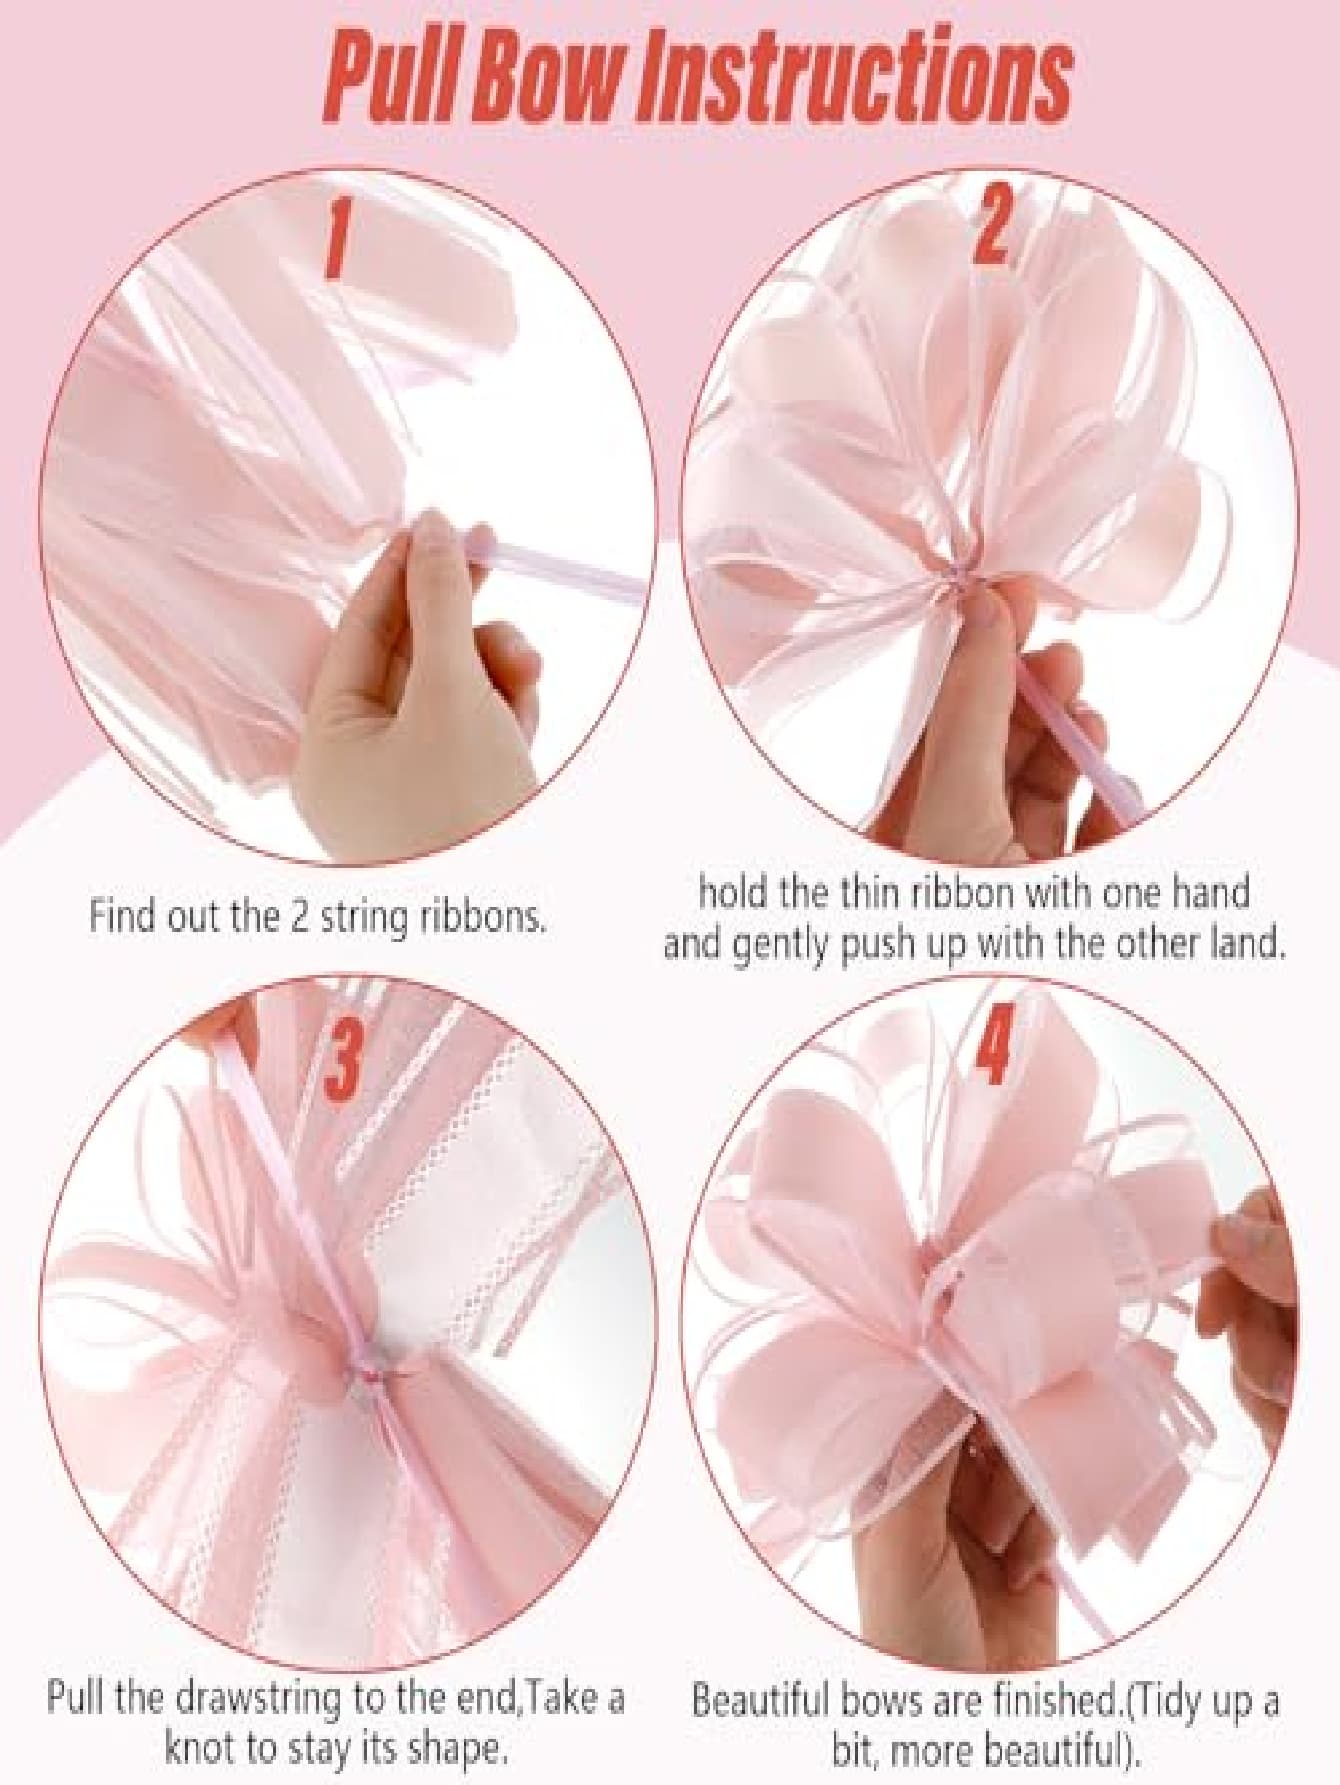 Pull Bow Instructions
1
2
Find out the 2 string ribbons.
hold the thin ribbon with one hand
and gently push up with the other land.
3
4
Pull the drawstring to the end,Take a
knot to stay its shape.
Beautiful bows are finished.(Tidy up a
bit, more beautiful).